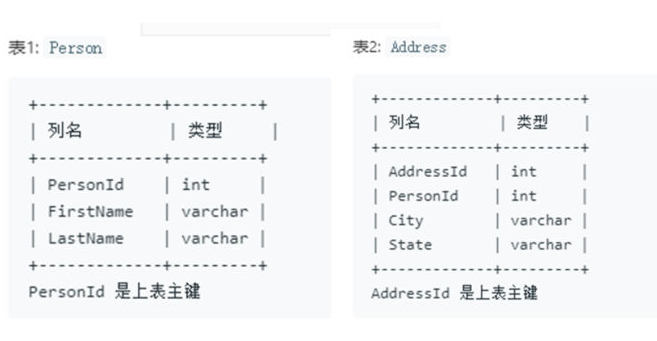 表1: Person
+-------------+---------+
| 列名 | 类型 |
+-------------+---------+
| PersonId | int |
| FirstName | varchar |
| LastName | varchar |
+-------------+---------+
PersonId 是上表主键
表2: Address
+-------------+---------+
| 列名 | 类型 |
+-------------+---------+
| AddressId | int |
| PersonId | int |
| City | varchar |
| State | varchar |
+-------------+---------+
AddressId 是上表主键